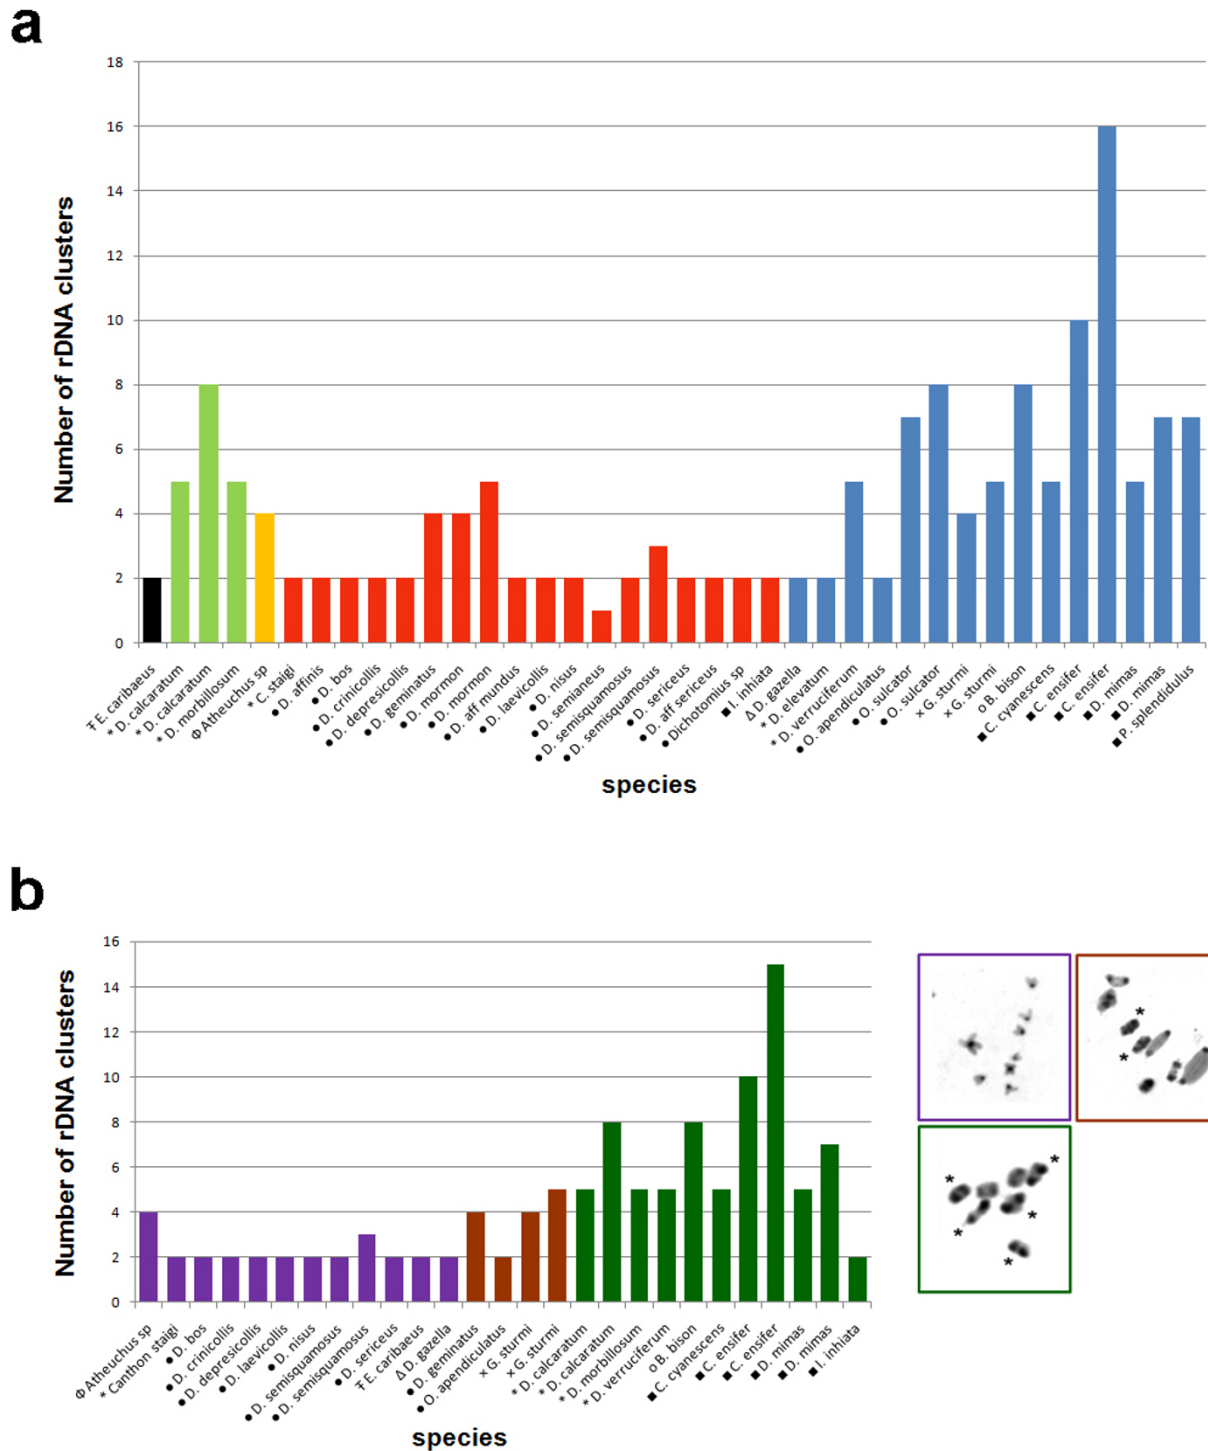 a
Number of rDNA clusters
18
16
14
12
10
8
6
4
2
0
Ŧ E. caribaeus
* D. calcaratum
* D. calcaratum
* D. morbillosum
Φ Atheuchus sp
* C. staigi
● D. affinis
● D. bos
● D. crinicollis
● D. depresicollis
● D. geminatus
● D. mormon
● D. mormon
● D. aff mundus
● D. laevicollis
● D. nisus
● D. semianeus
● D. semisquamosus
● D. semisquamosus
● D. sericeus
● D. aff sericeus
● Dichotomius sp
■ I. inhiata
Δ D. gazella
* D. elevatum
* D. verruciferum
● O. apendiculatus
● O. sulcator
● O. sulcator
× G. sturmi
× G. sturmi
o B. bison
■ C. cyanescens
■ C. ensifer
■ C. ensifer
■ D. mimas
■ D. mimas
■ P. splendidulus
species
b
Number of rDNA clusters
16
14
12
10
8
6
4
2
0
Φ Atheuchus sp
* Canthon staigi
● D. bos
● D. crinicollis
● D. depresicollis
● D. laevicollis
● D. nisus
● D. semisquamosus
● D. semisquamosus
● D. sericeus
Ŧ E. caribaeus
Δ D. gazella
● D. geminatus
● O. apendiculatus
× G. sturmi
× G. sturmi
* D. calcaratum
* D. calcaratum
* D. morbillosum
* D. verruciferum
o B. bison
■ C. cyanescens
■ C. ensifer
■ C. ensifer
■ D. mimas
■ D. mimas
■ I. inhiata
species
*
*
*
*
*
*
*